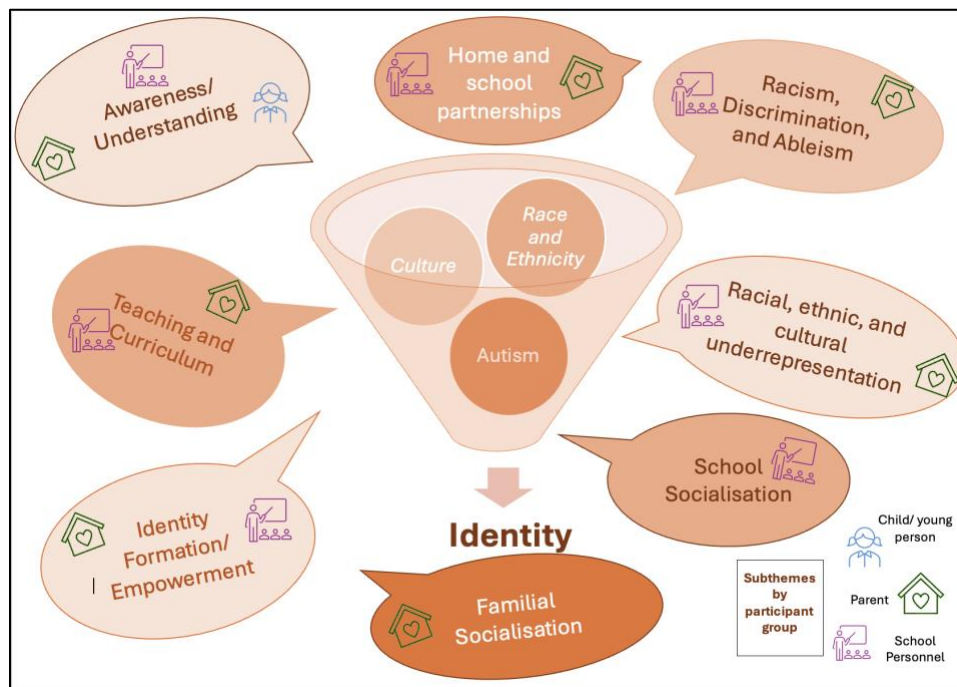 Awareness/
Understanding
Home and
school
partnerships
Racism,
Discrimination,
and Ableism
Culture
Race
and
Ethnicity
Autism
Teaching and
Curriculum
Racial, ethnic, and
cultural
underrepresentation
School
Socialisation
Identity
Formation/
Empowerment
Identity
Familial
Socialisation
Subthemes
by
participant
group
Child/ young
person
Parent
School
Personnel